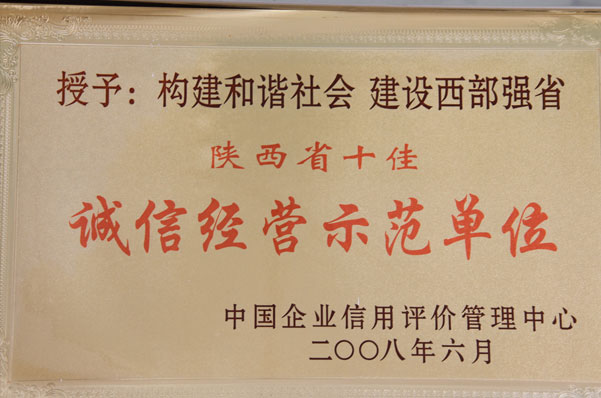 授予：构建和谐社会 建设西部强省
陕西省十佳
诚信经营示范单位
中国企业信用评价管理中心
二〇〇八年六月